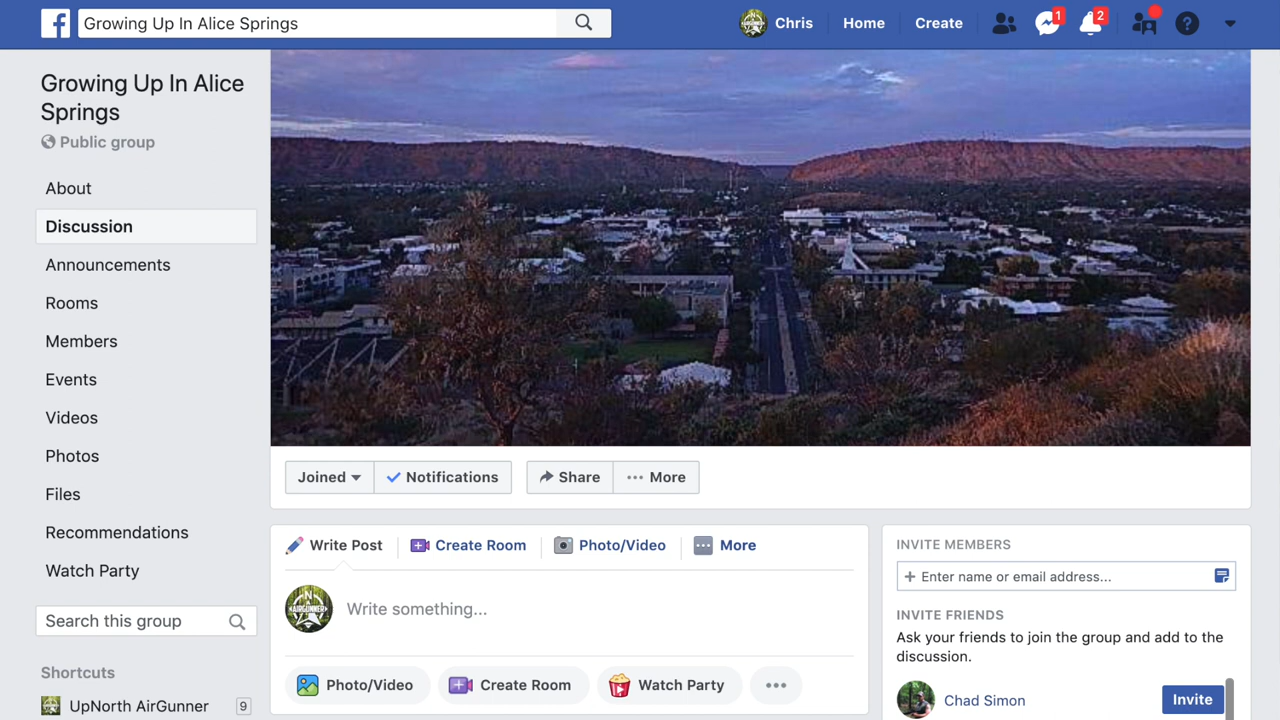 Growing Up In Alice Springs
Chris
Home
Create
1
2
Growing Up In Alice
Springs
Public group
About
Discussion
Announcements
Rooms
Members
Events
Videos
Photos
Files
Recommendations
Watch Party
Search this group
Shortcuts
UpNorth AirGunner 9
Joined
Notifications
Share
More
Write Post
Create Room
Photo/Video
More
AIRGUNNER
Write something...
Photo/Video
Create Room
Watch Party
INVITE MEMBERS
+ Enter name or email address...
INVITE FRIENDS
Ask your friends to join the group and add to the
discussion.
Chad Simon
Invite